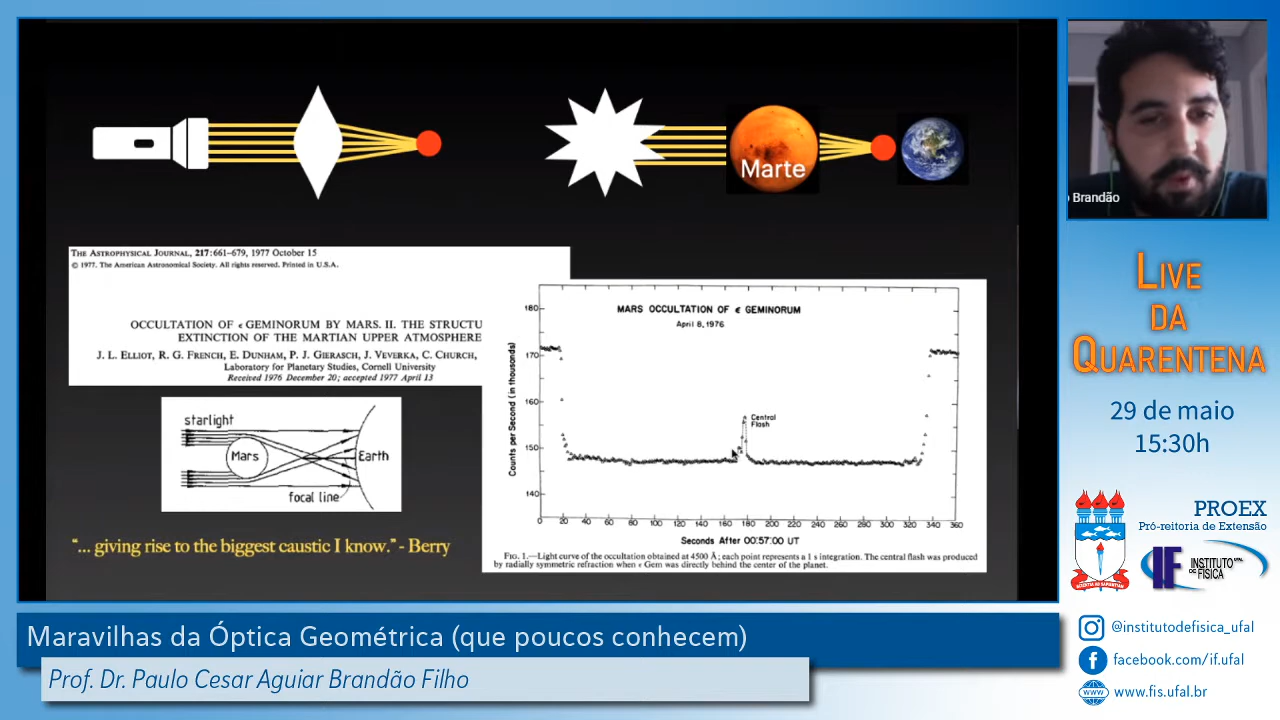 Marte
THE ASTROPHYSICAL JOURNAL, 217:661–679, 1977 October 15
© 1977. The American Astronomical Society. All rights reserved. Printed in U.S.A.
OCCULTATION OF ε GEMINORUM BY MARS. II. THE STRUCTU
EXTINCTION OF THE MARTIAN UPPER ATMOSPHERE
J. L. ELLIOT, R. G. FRENCH, E. DUNHAM, P. J. GIERASCH, J. VEVERKA, C. CHURCH,
Laboratory for Planetary Studies, Cornell University
Received 1976 December 20; accepted 1977 April 13
starlight
Mars
Earth
focal line
"... giving rise to the biggest caustic I know." - Berry
MARS OCCULTATION OF ε GEMINORUM
April 8, 1976
Counts per Second (in thousands)
180
170
160
150
140
Central
Flash
0 20 40 60 80 100 120 140 160 180 200 220 240 260 280 300 320 340 360
Seconds After 00:57:00 UT
FIG. 1.—Light curve of the occultation obtained at 4500 Å; each point represents a 1 s integration. The central flash was produced
by radially symmetric refraction when ε Gem was directly behind the center of the planet.
Brandão
LIVE
DA
QUARENTENA
29 de maio
15:30h
PROEX
Pró-reitoria de Extensão
IF INSTITUTO
DE FÍSICA
@institutodefisica_ufal
facebook.com/if.ufal
www.fis.ufal.br
Maravilhas da Óptica Geométrica (que poucos conhecem)
Prof. Dr. Paulo Cesar Aguiar Brandão Filho